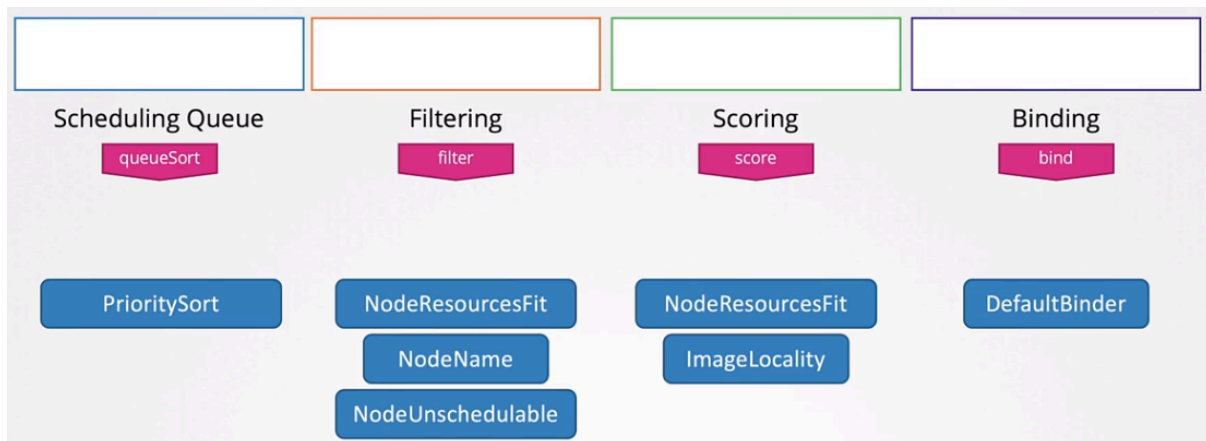 Scheduling Queue
Filtering
Scoring
Binding
queueSort
filter
score
bind
PrioritySort
NodeResourcesFit
NodeResourcesFit
DefaultBinder
NodeName
ImageLocality
NodeUnschedulable